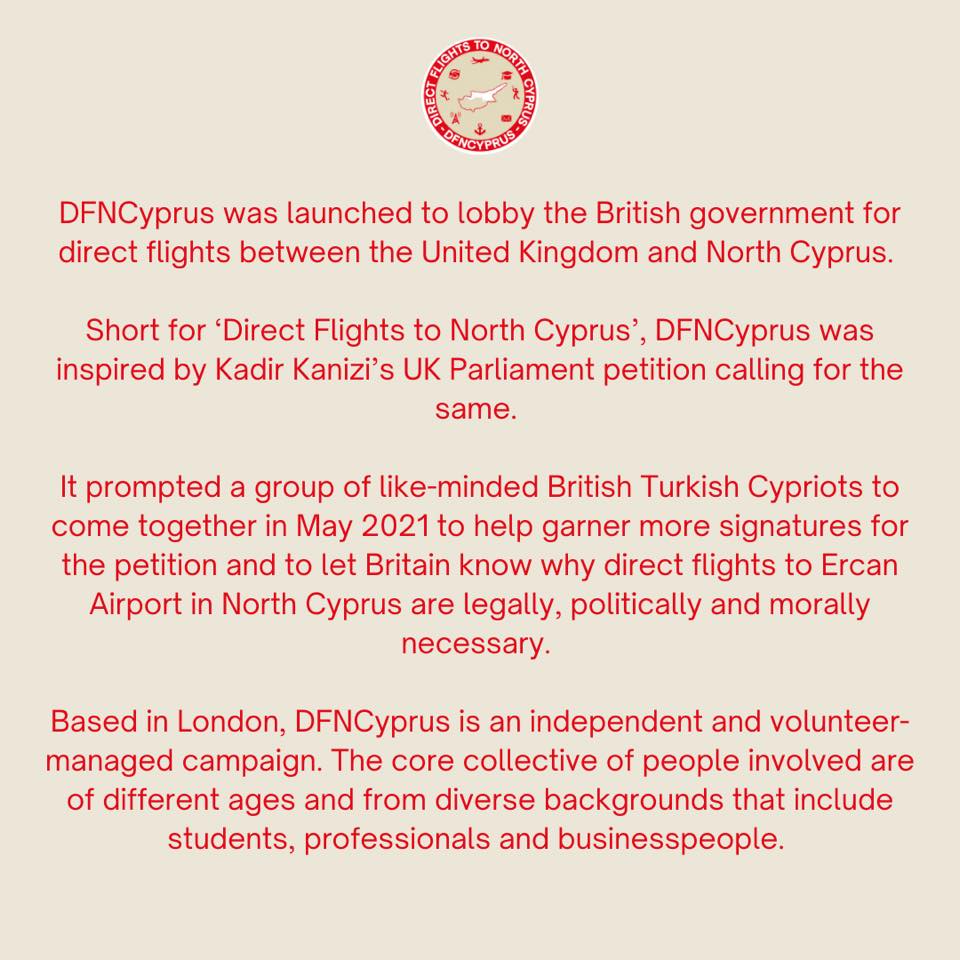 DIRECT FLIGHTS TO NORTH CYPRUS
- DFNCYPRUS -
DFNCyprus was launched to lobby the British government for
direct flights between the United Kingdom and North Cyprus.
Short for ‘Direct Flights to North Cyprus’, DFNCyprus was
inspired by Kadir Kanizi’s UK Parliament petition calling for the
same.
It prompted a group of like-minded British Turkish Cypriots to
come together in May 2021 to help garner more signatures for
the petition and to let Britain know why direct flights to Ercan
Airport in North Cyprus are legally, politically and morally
necessary.
Based in London, DFNCyprus is an independent and volunteer-
managed campaign. The core collective of people involved are
of different ages and from diverse backgrounds that include
students, professionals and businesspeople.